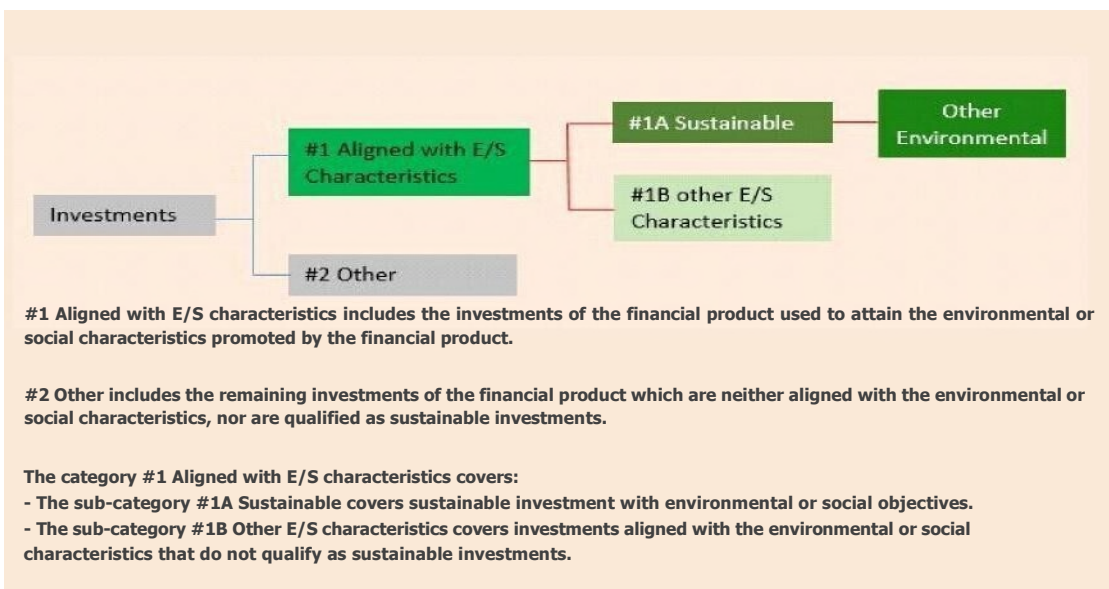 Other
Environmental
#1A Sustainable
#1 Aligned with E/S
Characteristics
#1B other E/S
Characteristics
Investments
#2 Other
#1 Aligned with E/S characteristics includes the investments of the financial product used to attain the environmental or
social characteristics promoted by the financial product.
#2 Other includes the remaining investments of the financial product which are neither aligned with the environmental or
social characteristics, nor are qualified as sustainable investments.
The category #1 Aligned with E/S characteristics covers:
- The sub-category #1A Sustainable covers sustainable investment with environmental or social objectives.
- The sub-category #1B Other E/S characteristics covers investments aligned with the environmental or social
characteristics that do not qualify as sustainable investments.